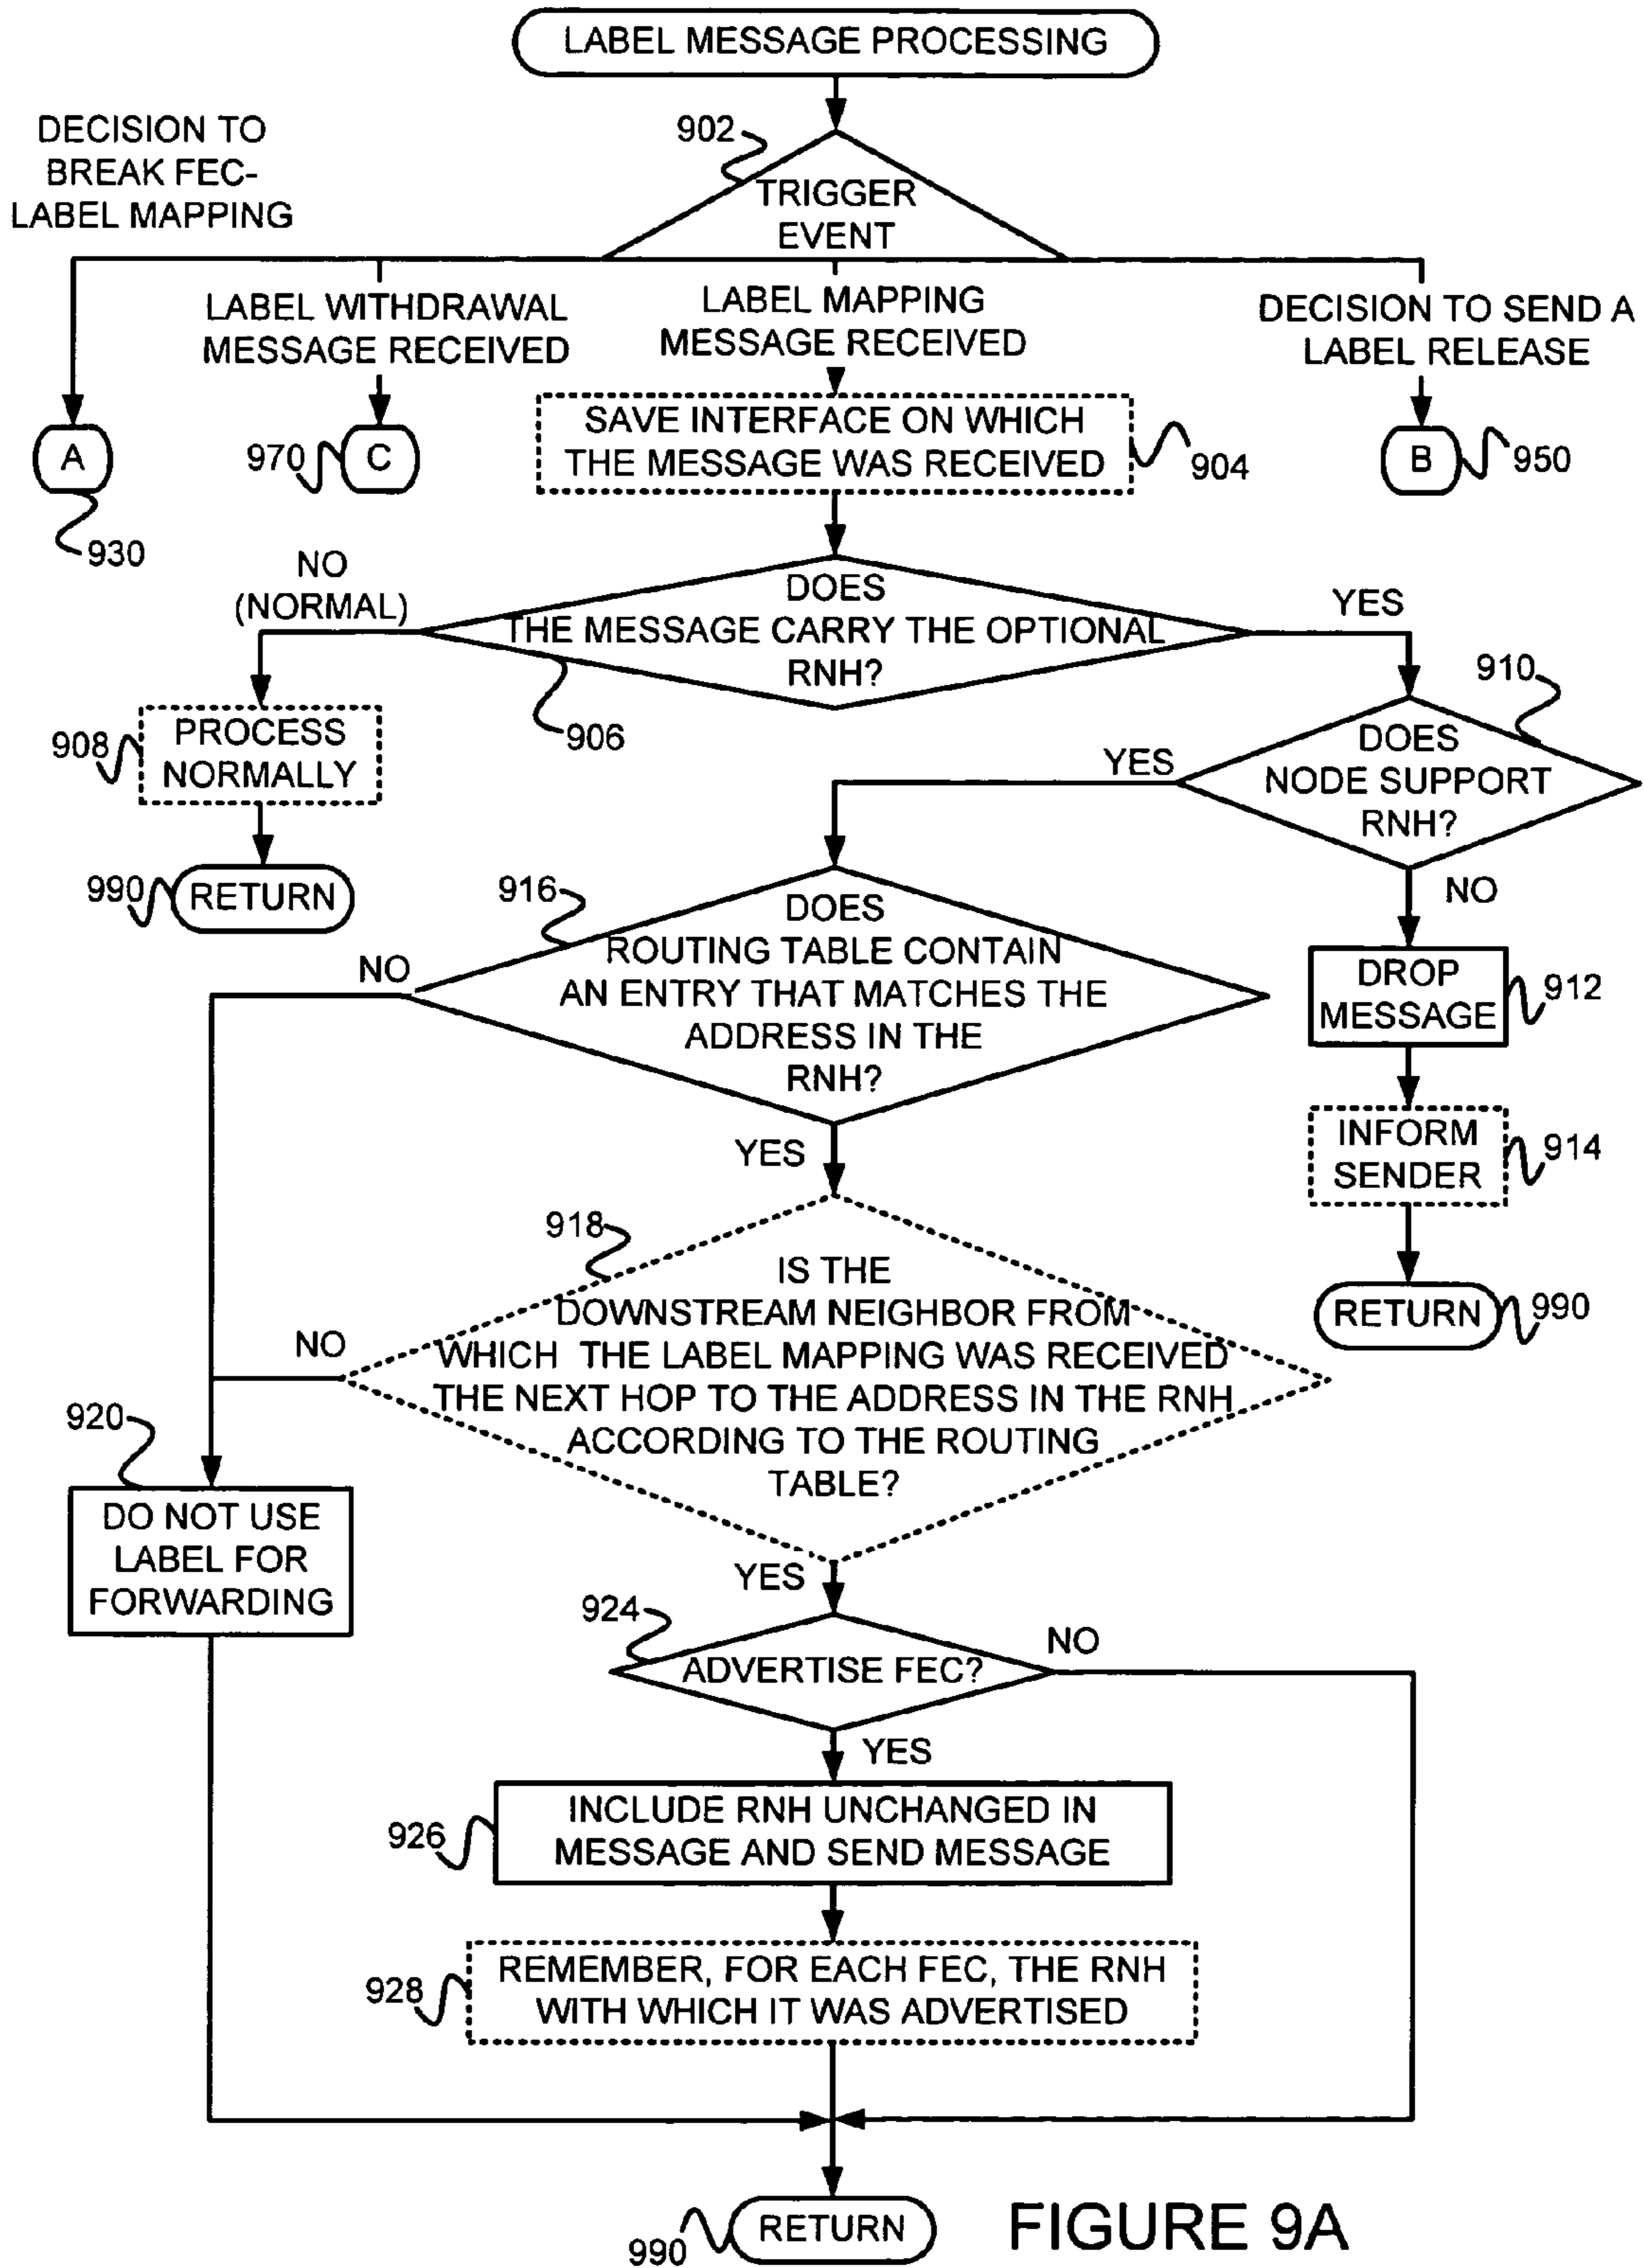 LABEL MESSAGE PROCESSING
902
TRIGGER
EVENT
DECISION TO
BREAK FEC-
LABEL MAPPING
LABEL WITHDRAWAL
MESSAGE RECEIVED
LABEL MAPPING
MESSAGE RECEIVED
DECISION TO SEND A
LABEL RELEASE
A
930
970
C
SAVE INTERFACE ON WHICH
THE MESSAGE WAS RECEIVED
904
B
950
NO
(NORMAL)
DOES
THE MESSAGE CARRY THE OPTIONAL
RNH?
906
YES
908
PROCESS
NORMALLY
990
RETURN
910
DOES
NODE SUPPORT
RNH?
YES
NO
DROP
MESSAGE
912
INFORM
SENDER
914
RETURN
990
916
DOES
ROUTING TABLE CONTAIN
AN ENTRY THAT MATCHES THE
ADDRESS IN THE
RNH?
NO
YES
918
IS THE
DOWNSTREAM NEIGHBOR FROM
WHICH THE LABEL MAPPING WAS RECEIVED
THE NEXT HOP TO THE ADDRESS IN THE RNH
ACCORDING TO THE ROUTING
TABLE?
NO
YES
920
DO NOT USE
LABEL FOR
FORWARDING
924
ADVERTISE FEC?
NO
YES
926
INCLUDE RNH UNCHANGED IN
MESSAGE AND SEND MESSAGE
928
REMEMBER, FOR EACH FEC, THE RNH
WITH WHICH IT WAS ADVERTISED
990
RETURN
FIGURE 9A